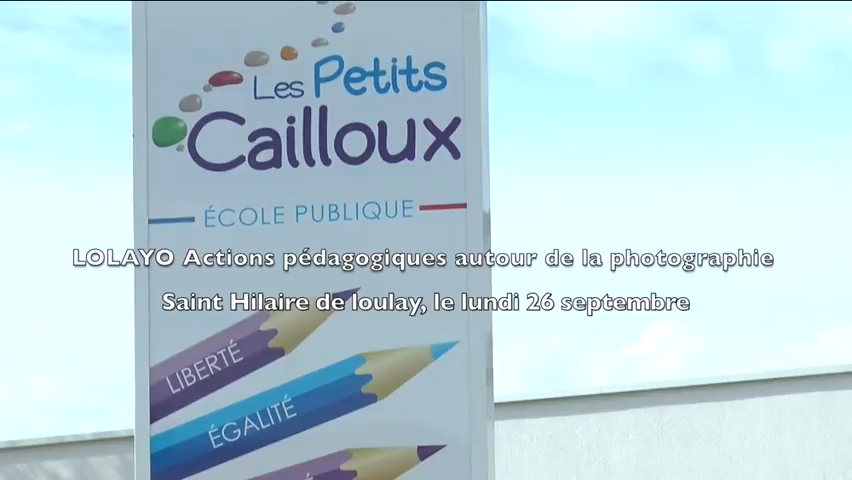 Les Petits
Cailloux
ÉCOLE PUBLIQUE
LOLAYO Actions pédagogiques autour de la photographie
Saint Hilaire de loulay, le lundi 26 septembre
LIBERTÉ
ÉGALITÉ